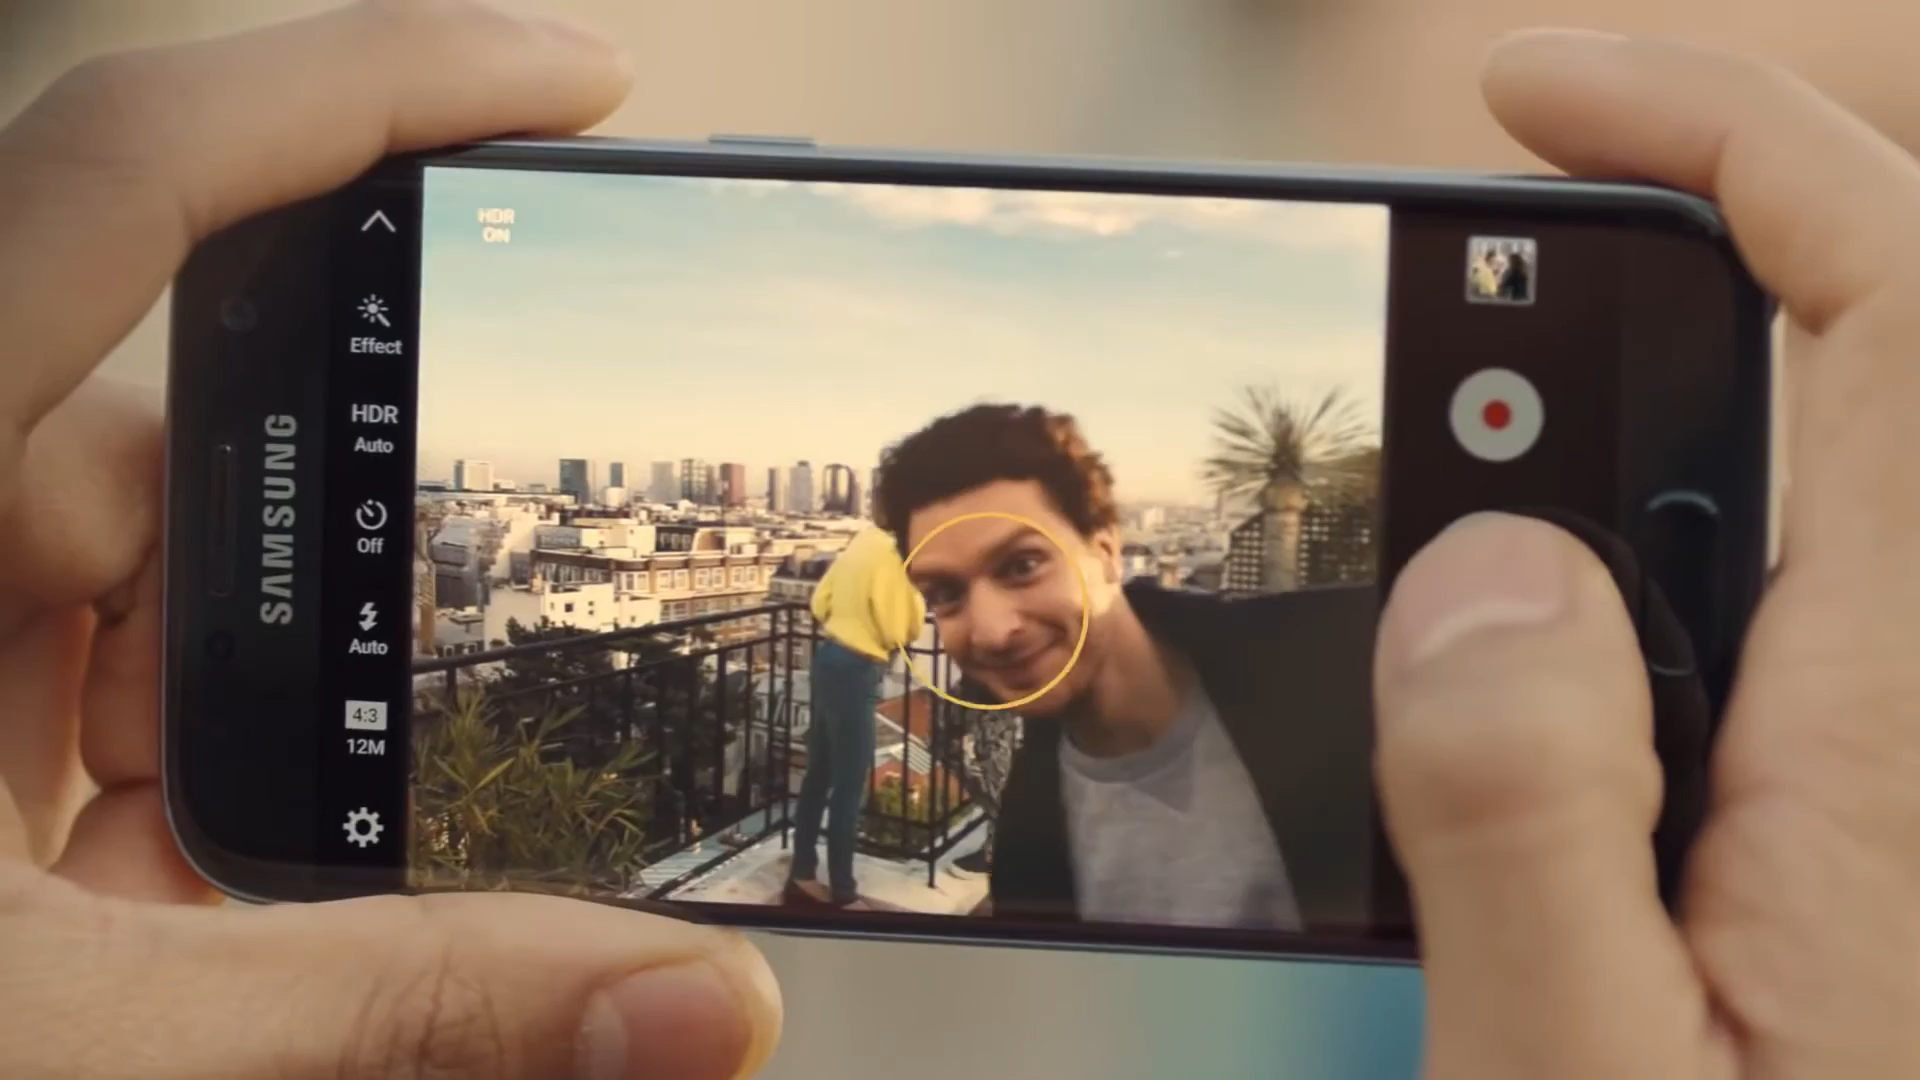 SAMSUNG
Effect
HDR
Auto
Off
Auto
4:3
12M
HDR
ON